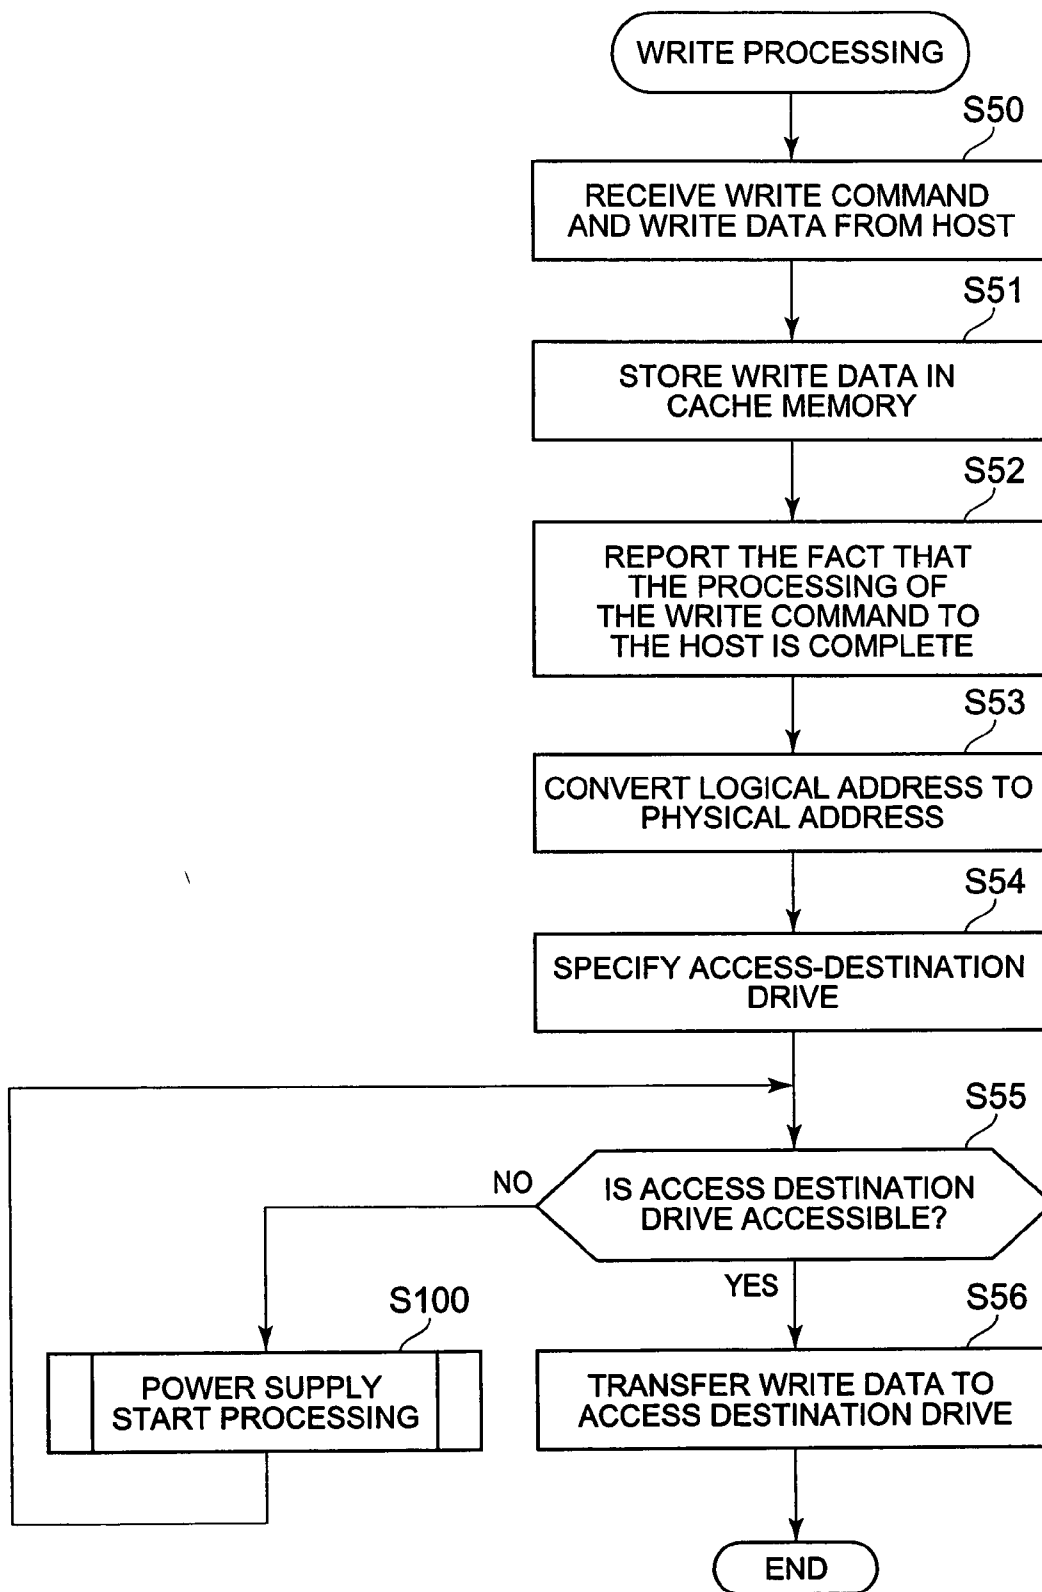 WRITE PROCESSING
S50
RECEIVE WRITE COMMAND
AND WRITE DATA FROM HOST
S51
STORE WRITE DATA IN
CACHE MEMORY
S52
REPORT THE FACT THAT
THE PROCESSING OF
THE WRITE COMMAND TO
THE HOST IS COMPLETE
S53
CONVERT LOGICAL ADDRESS TO
PHYSICAL ADDRESS
S54
SPECIFY ACCESS-DESTINATION
DRIVE
S55
NO
IS ACCESS DESTINATION
DRIVE ACCESSIBLE?
YES
S100
POWER SUPPLY
START PROCESSING
S56
TRANSFER WRITE DATA TO
ACCESS DESTINATION DRIVE
END